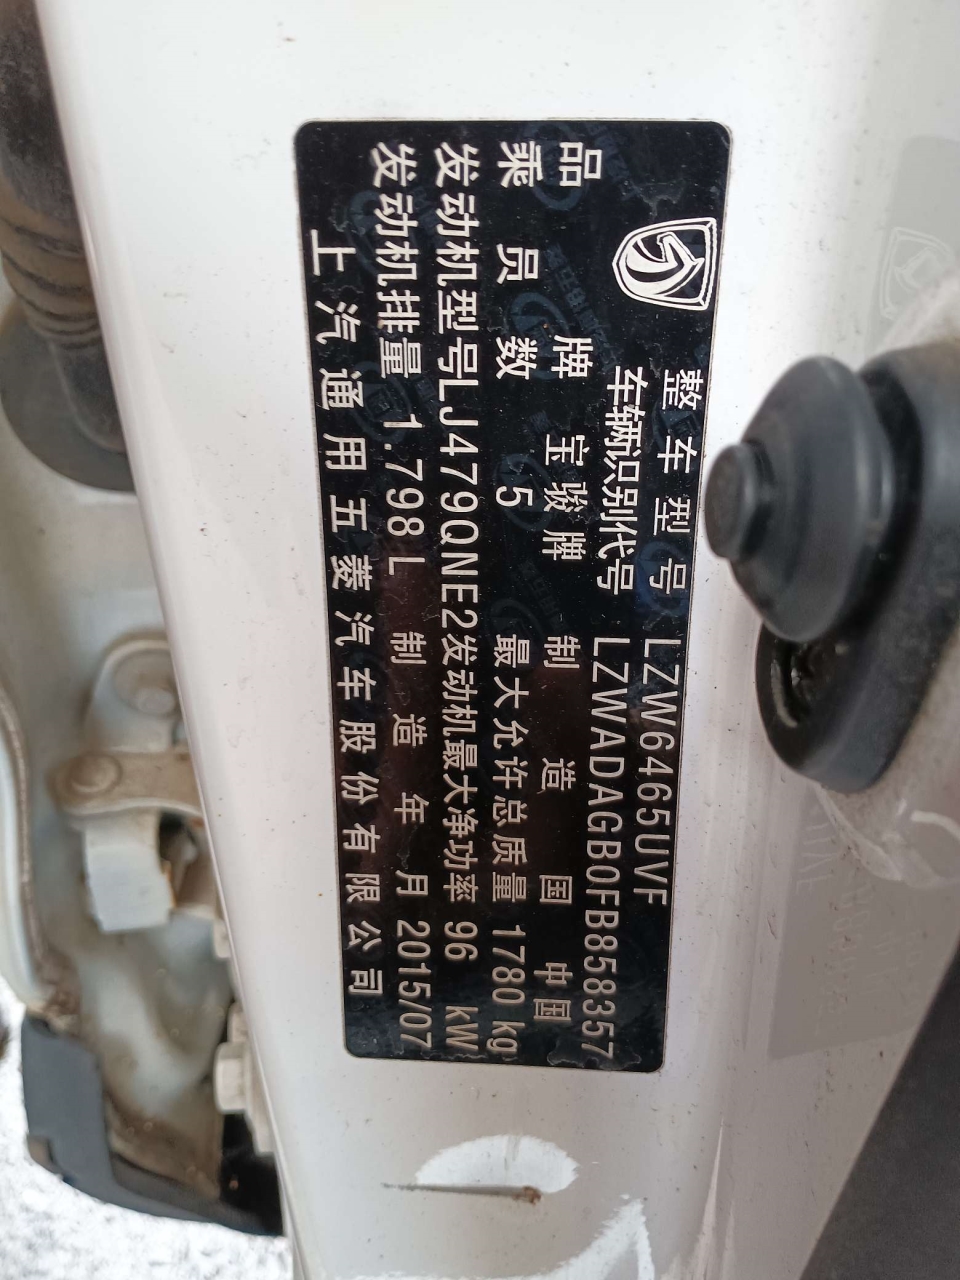 整车型号 LZW6465UVF
车辆识别代号 LZWADAGB0FB858357
品牌 宝骏牌 制造国 中国
乘员数 5 最大允许总质量 1780 kg
发动机型号LJ479QNE2发动机最大净功率 96 kW
发动机排量 1.798L 制造年月 2015/07
上汽通用五菱汽车股份有限公司